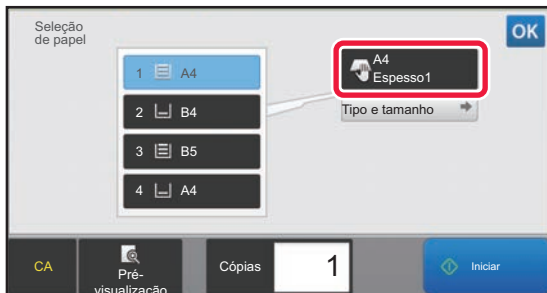 Seleção
de papel
OK
1 A4
2 B4
3 B5
4 A4
A4
Espesso1
Tipo e tamanho
CA
Pré-
visualização
Cópias
1
Iniciar